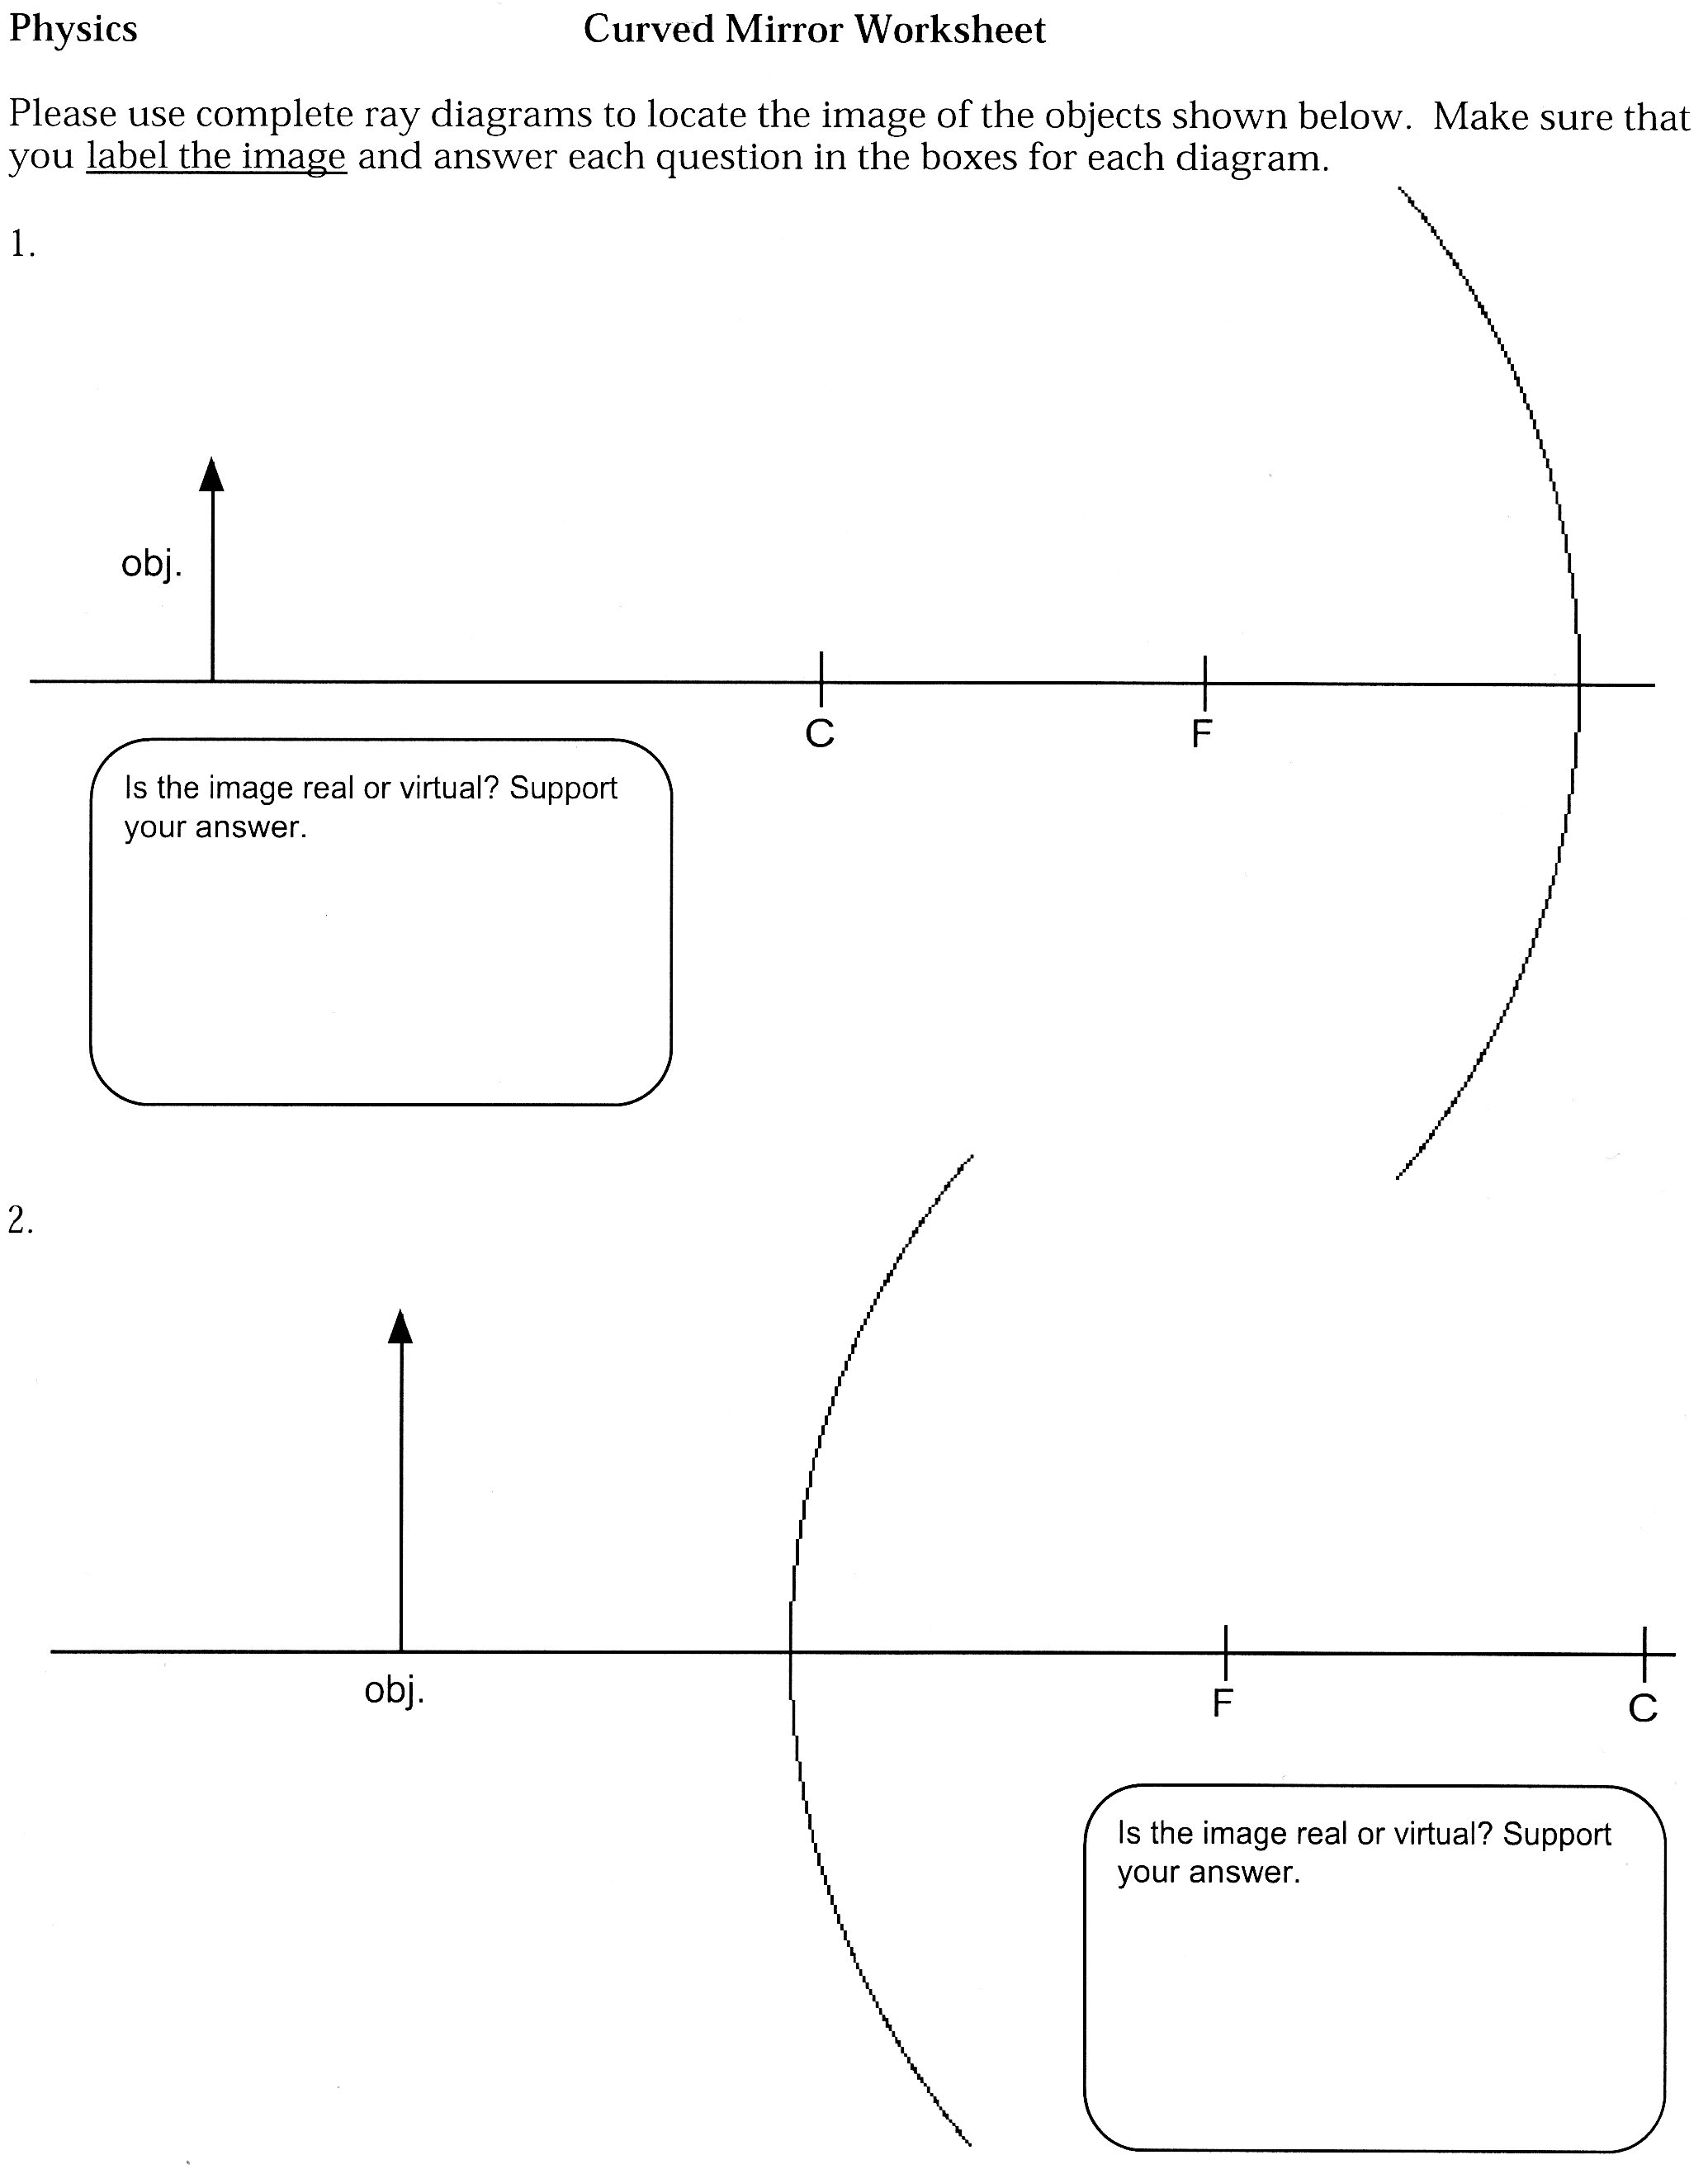 Physics Curved Mirror Worksheet
Please use complete ray diagrams to locate the image of the objects shown below. Make sure that
you label the image and answer each question in the boxes for each diagram.
1.
obj.
C F
Is the image real or virtual? Support
your answer.
2.
obj.
F C
Is the image real or virtual? Support
your answer.